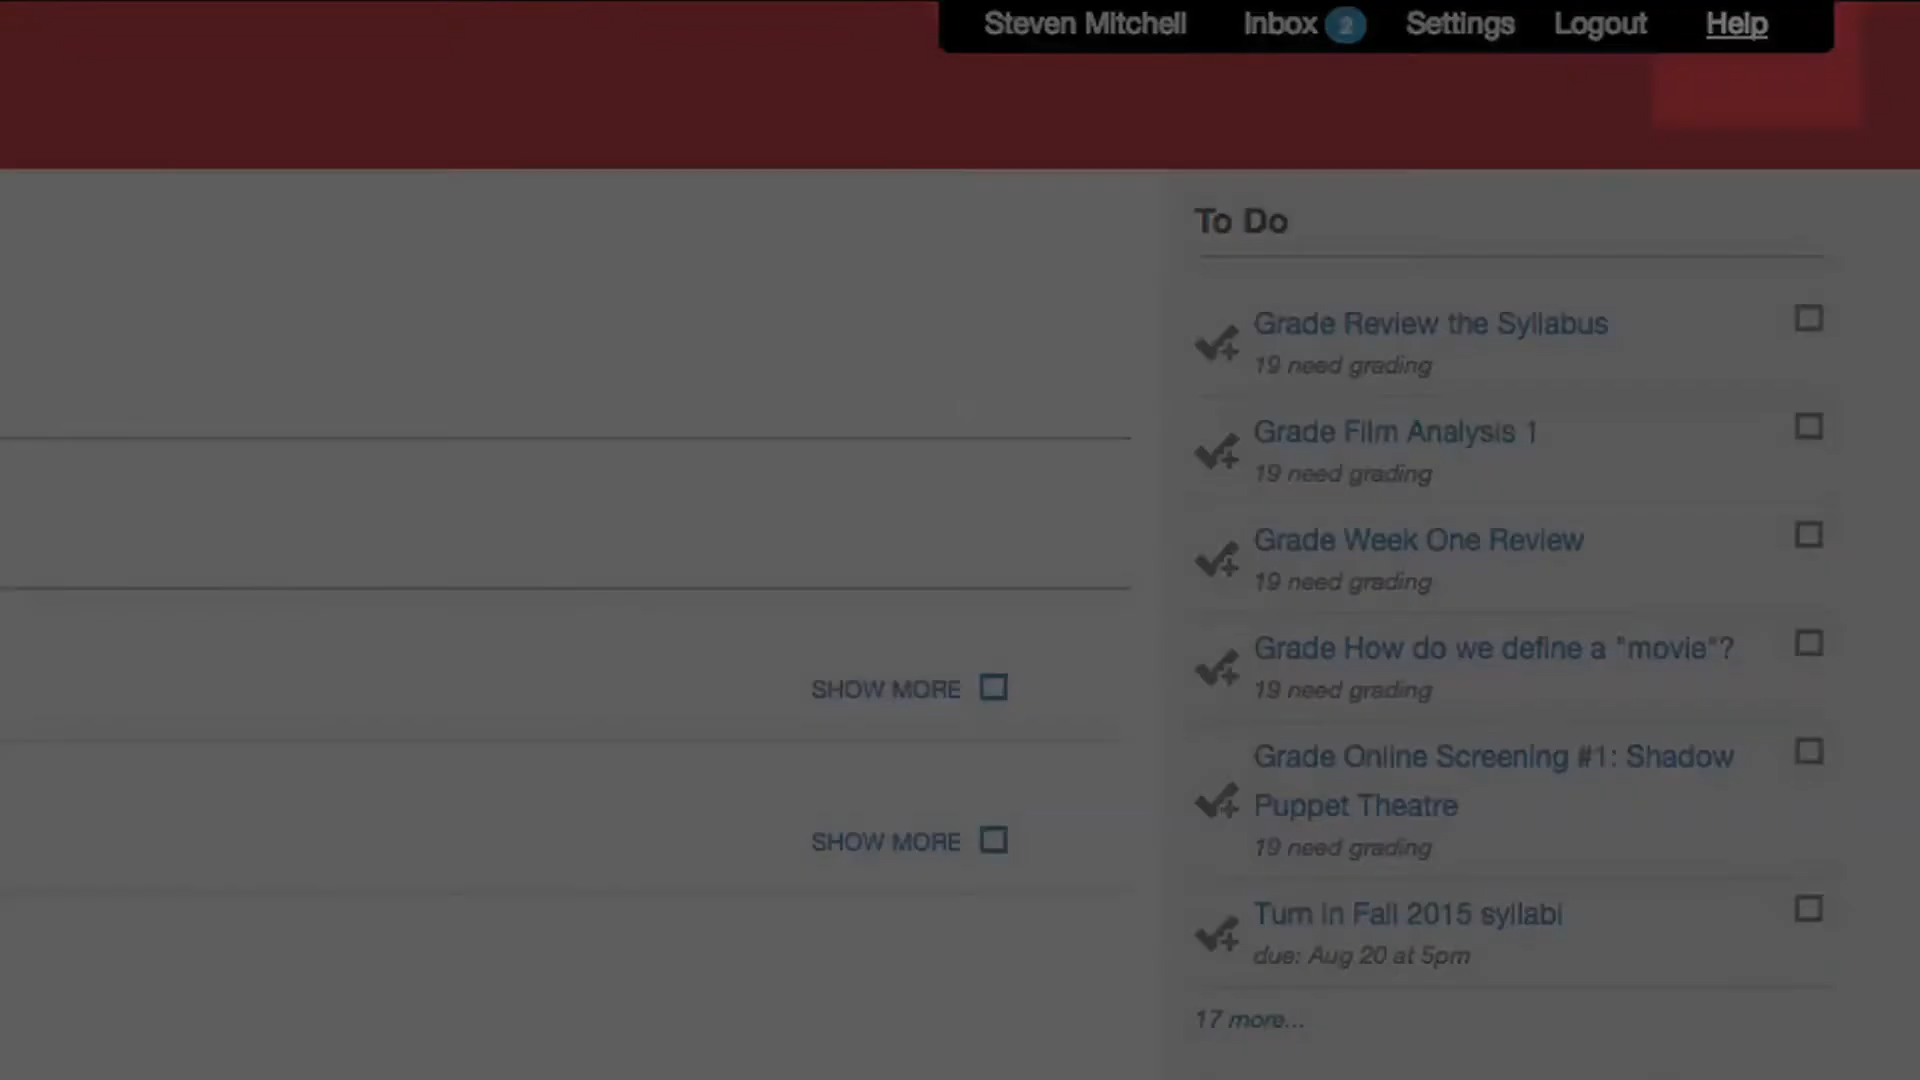 Steven Mitchell Inbox 2 Settings Logout Help
To Do
Grade Review the Syllabus
19 need grading
Grade Film Analysis 1
19 need grading
Grade Week One Review
19 need grading
Grade How do we define a "movie"?
19 need grading
SHOW MORE
Grade Online Screening #1: Shadow
Puppet Theatre
19 need grading
SHOW MORE
Turn in Fall 2015 syllabi
due: Aug 20 at 5pm
17 more...